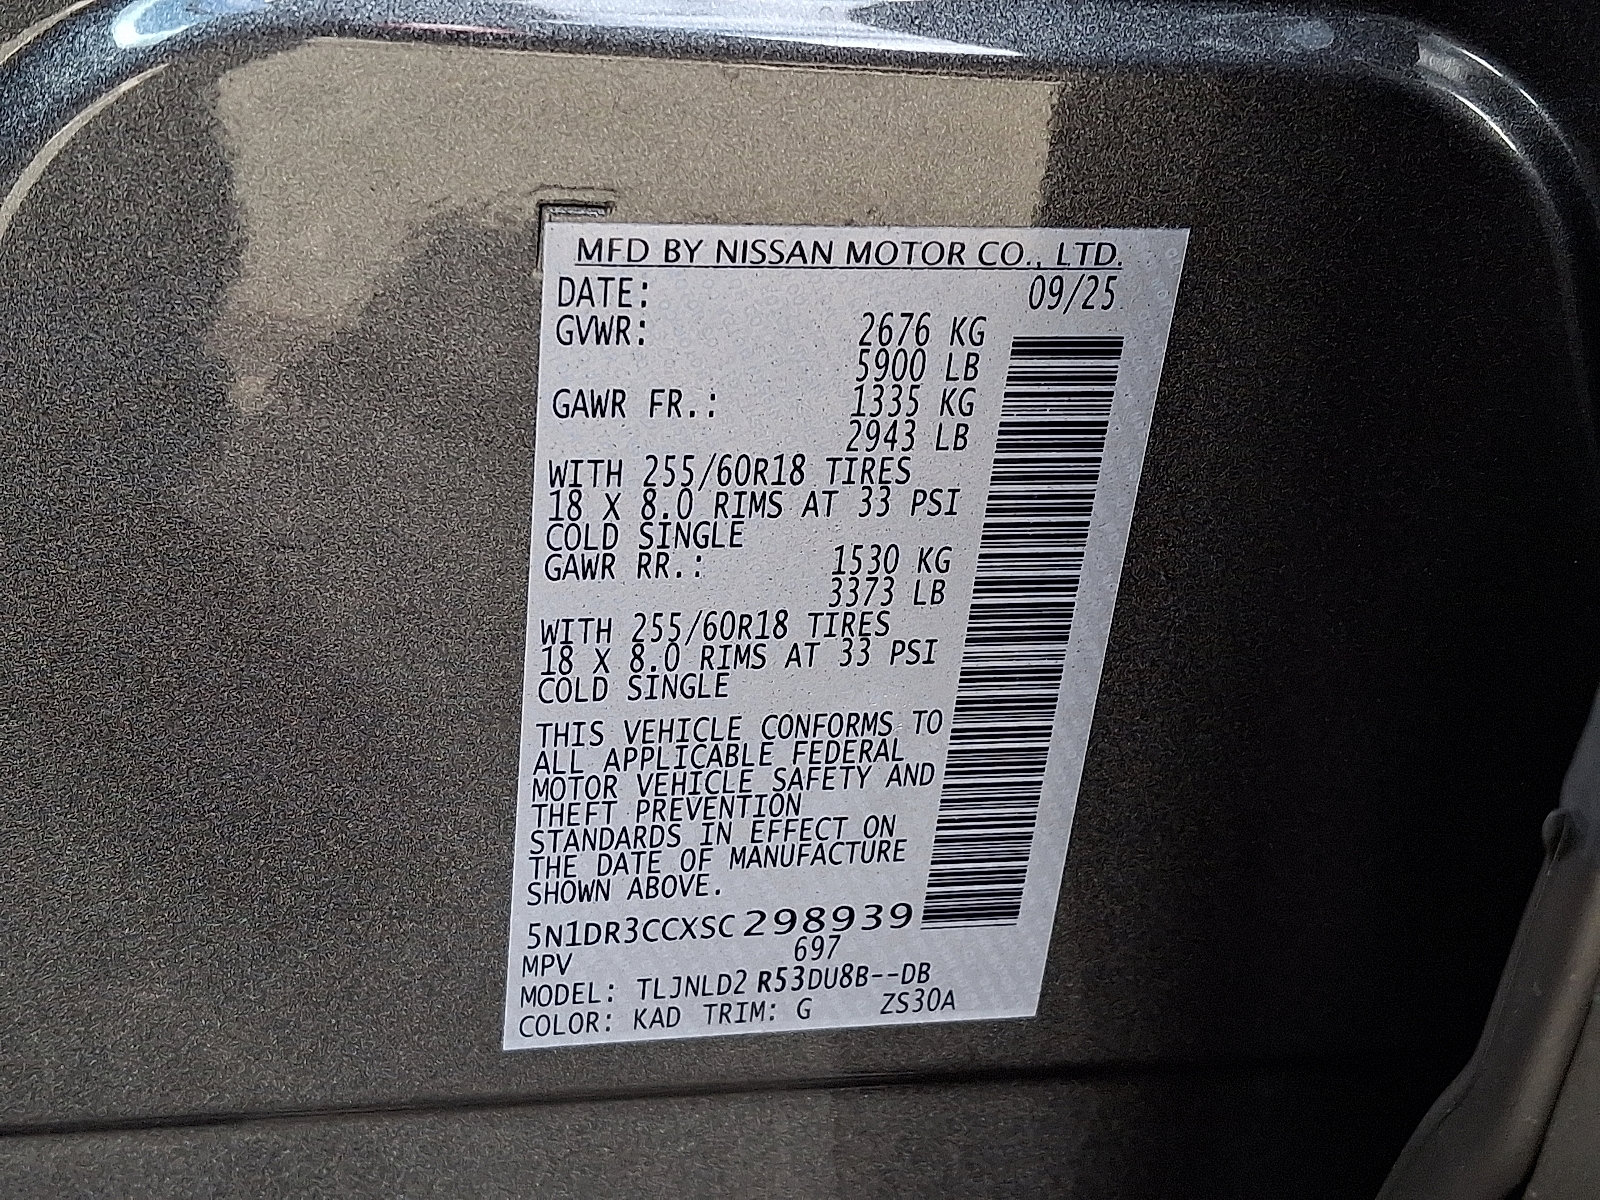 MFD BY NISSAN MOTOR CO., LTD.
DATE: 09/25
GVWR: 2676 KG
5900 LB
GAWR FR.: 1335 KG
2943 LB
WITH 255/60R18 TIRES
18 X 8.0 RIMS AT 33 PSI
COLD SINGLE
GAWR RR.: 1530 KG
3373 LB
WITH 255/60R18 TIRES
18 X 8.0 RIMS AT 33 PSI
COLD SINGLE
THIS VEHICLE CONFORMS TO
ALL APPLICABLE FEDERAL
MOTOR VEHICLE SAFETY AND
THEFT PREVENTION
STANDARDS IN EFFECT ON
THE DATE OF MANUFACTURE
SHOWN ABOVE.
5N1DR3CCXSC298939
MPV 697
MODEL: TLJNLD2 R53DU8B--DB
COLOR: KAD TRIM: G ZS30A